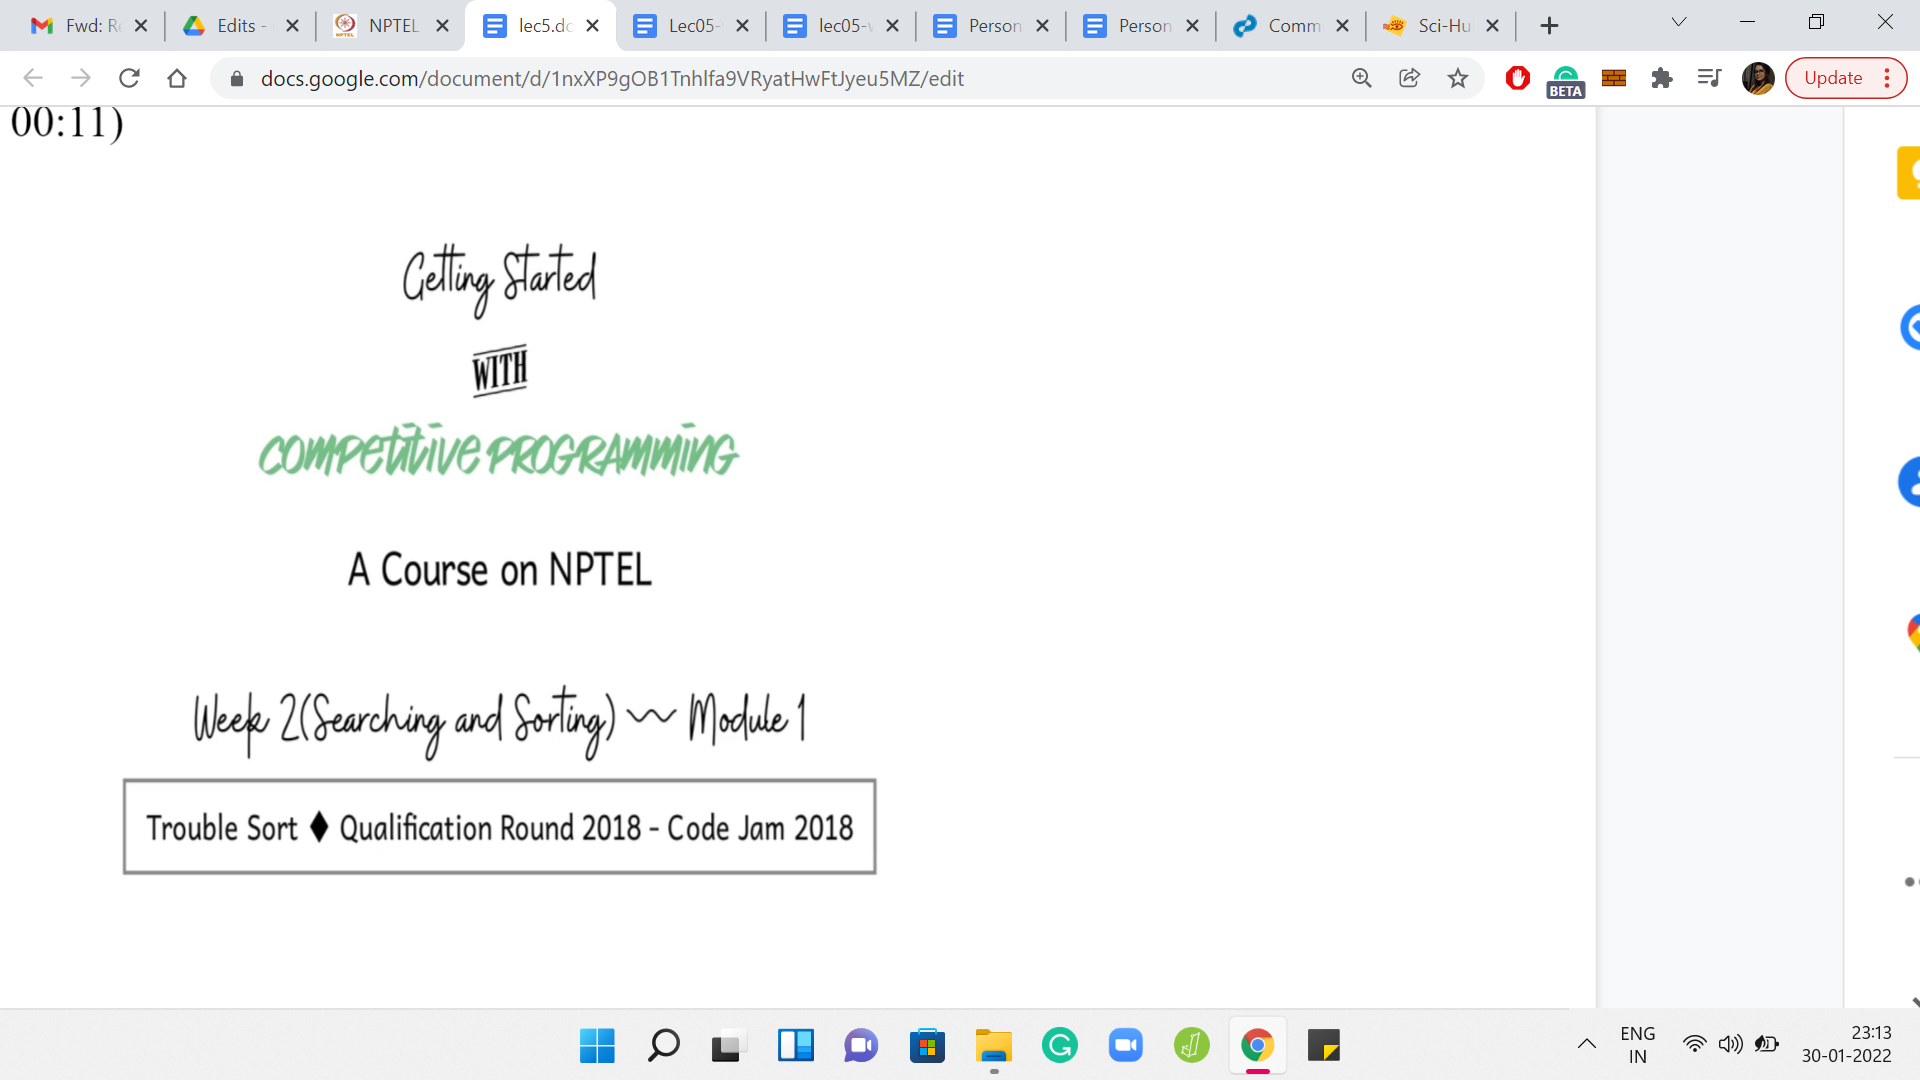 Fwd: Re
Edits -
NPTEL
lec5.do
Lec05-
lec05-v
Person
Person
Comm
Sci-Hu
docs.google.com/document/d/1nxXP9gOB1Tnhlfa9VRyatHwFtJyeu5MZ/edit
BETA
Update
00:11)
Getting Started
WITH
COMPETITIVE PROGRAMMING
A Course on NPTEL
Week 2(Searching and Sorting) ~ Module 1
Trouble Sort ♦ Qualification Round 2018 - Code Jam 2018
ENG
IN
23:13
30-01-2022